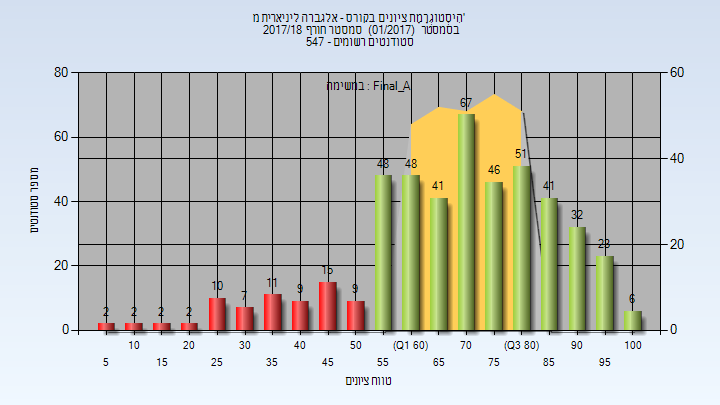 הִיסְטוֹגְרָמַת ציונים בקורס - אלגברה ליניארית מ'
בסמסטר (01/2017) סמסטר חורף 2017/18
547 - סטודנטים רשומים
במשימה : Final_A
80
60
40
20
0
60
40
20
0
מספר סטודנטים
2 2 2 2 10 7 11 9 15 9 48 48 41 67 46 51 41 32 23 6
10 20 30 40 50 (Q1 60) 70 (Q3 80) 90 100
5 15 25 35 45 55 65 75 85 95
טווח ציונים